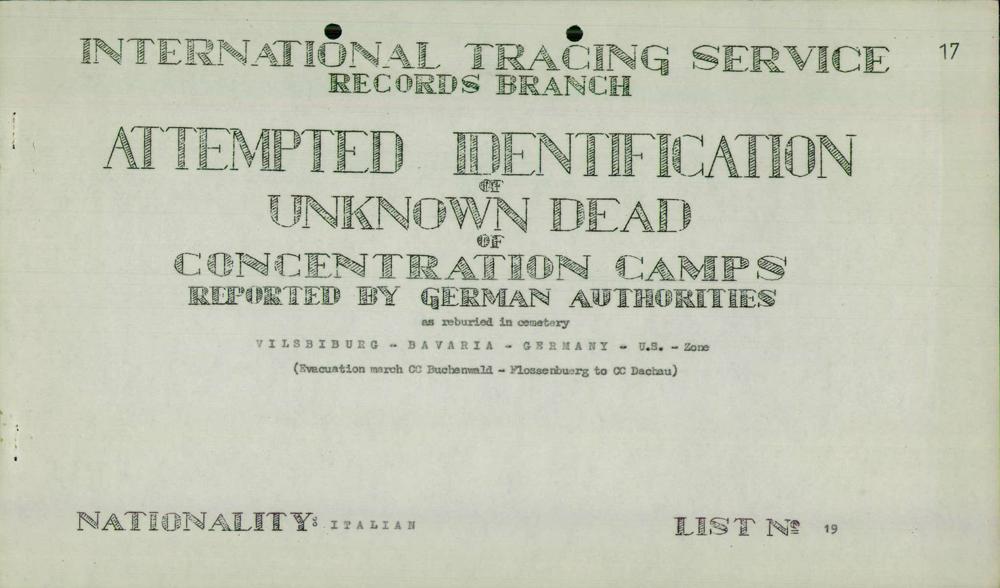 INTERNATIONAL TRACING SERVICE
17
RECORDS BRANCH
ATTEMPTED IDENTIFICATION
OF
UNKNOWN DEAD
OF
CONCENTRATION CAMPS
REPORTED BY GERMAN AUTHORITIES
as reburied in cemetery
VILSBIBURG - BAVARIA - GERMANY - U.S. - Zone
(Evacuation march CC Buchenwald - Flossenbuerg to CC Dachau)
NATIONALITY: ITALIAN
LIST Nº 19